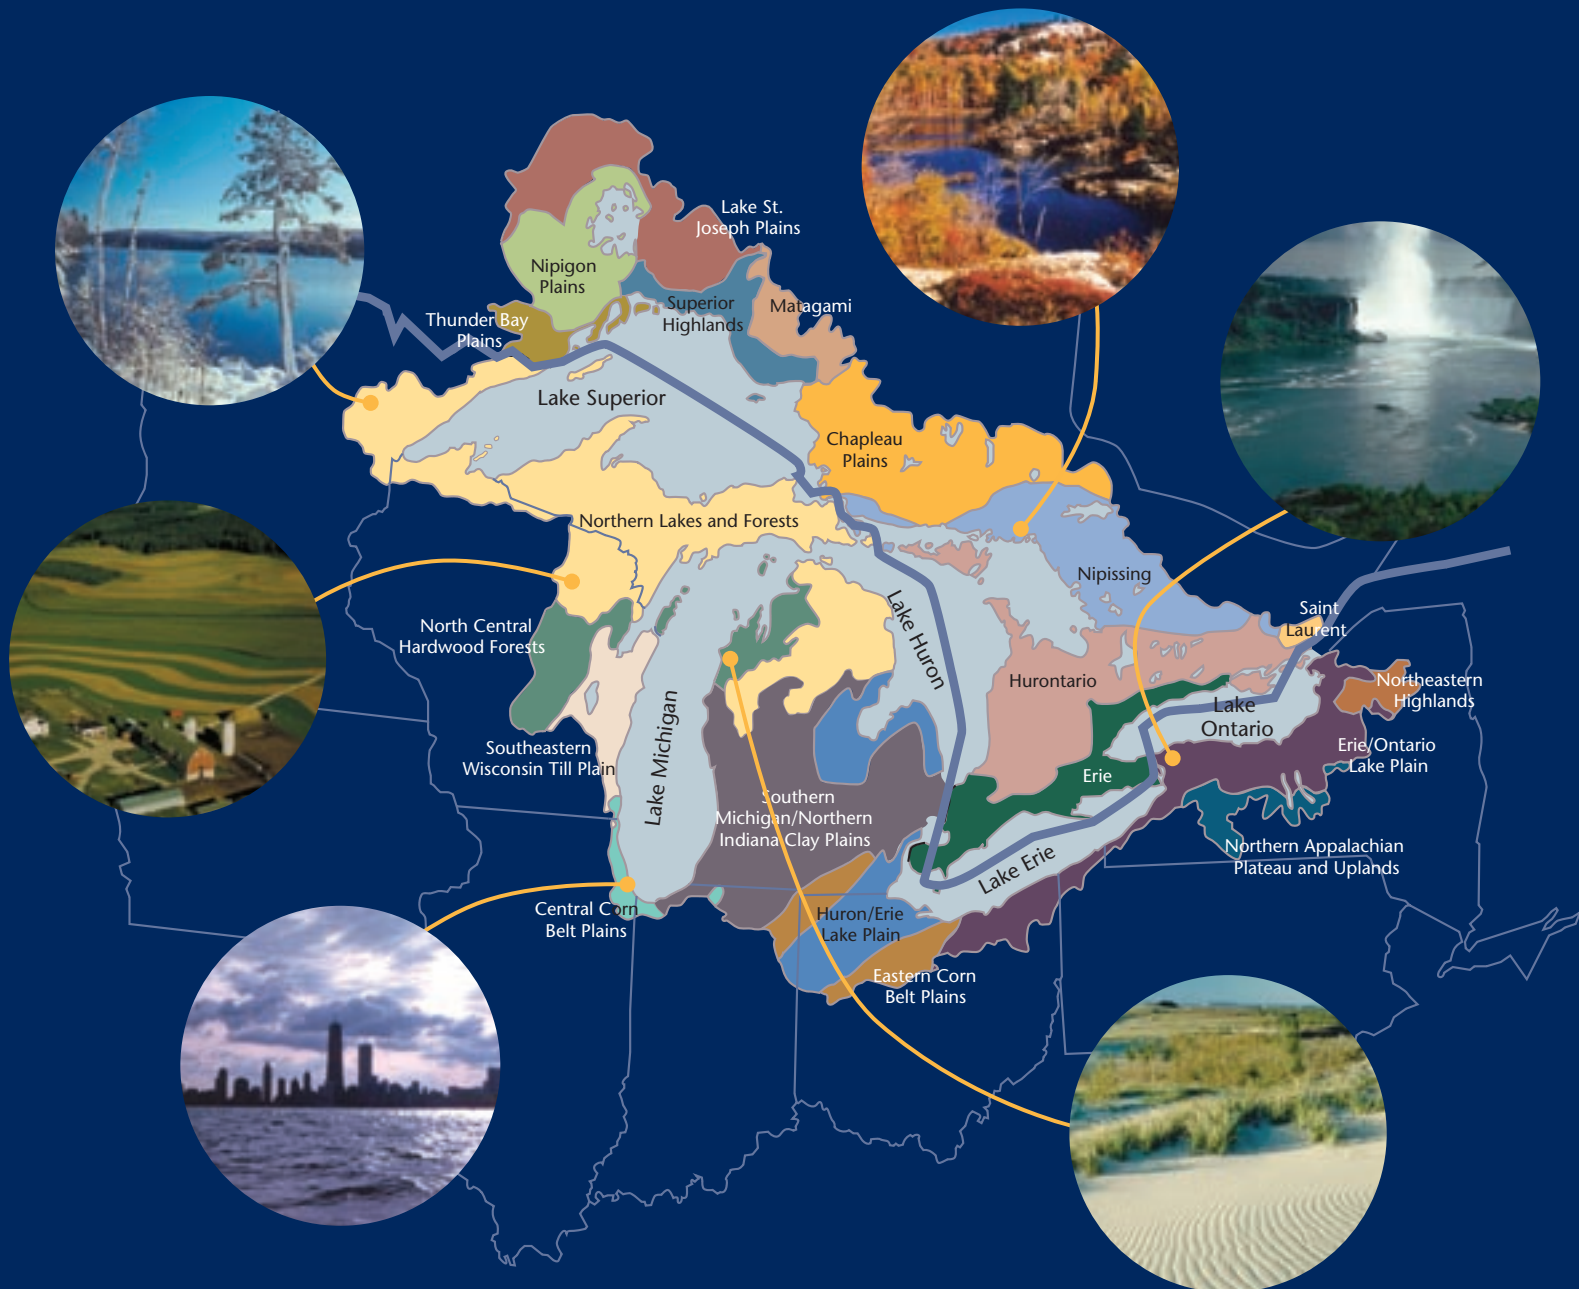 Lake St.
Joseph Plains
Nipigon
Plains
Superior
Highlands
Matagami
Thunder Bay
Plains
Lake Superior
Chapleau
Plains
Northern Lakes and Forests
Nipissing
Lake Huron
Saint
Laurent
North Central
Hardwood Forests
Hurontario
Northeastern
Highlands
Lake
Ontario
Lake Michigan
Southeastern
Wisconsin Till Plain
Erie/Ontario
Lake Plain
Erie
Southern
Michigan/Northern
Indiana Clay Plains
Lake Erie
Northern Appalachian
Plateau and Uplands
Central Corn
Belt Plains
Huron/Erie
Lake Plain
Eastern Corn
Belt Plains